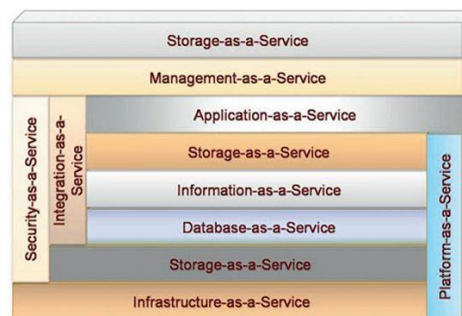 Storage-as-a-Service
Management-as-a-Service
Security-as-a-Service
Integration-as-a-
Service
Application-as-a-Service
Storage-as-a-Service
Information-as-a-Service
Database-as-a-Service
Storage-as-a-Service
Infrastructure-as-a-Service
Platform-as-a-Service